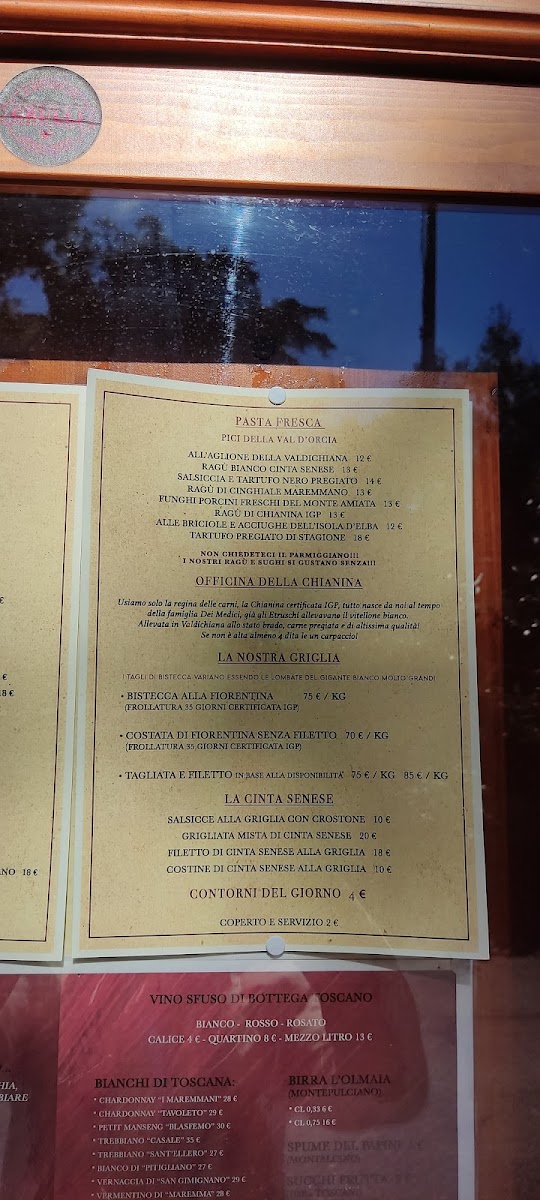 PASTA FRESCA
PICI DELLA VAL D'ORCIA
ALL'AGLIONE DELLA VALDICHIANA 12 €
RAGÙ BIANCO CINTA SENESE 13 €
SALSICCIA E TARTUFO NERO PREGIATO 14 €
RAGÙ DI CINGHIALE MAREMMANO 13 €
FUNGHI PORCINI FRESCHI DEL MONTE AMIATA 13 €
RAGÙ DI CHIANINA IGP 13 €
ALLE BRICIOLE E ACCIUGHE DELL'ISOLA D'ELBA 12 €
TARTUFO PREGIATO DI STAGIONE 18 €
NON CHIEDETECI IL PARMIGGIANO!!!
I NOSTRI RAGÙ E SUGHI SI GUSTANO SENZA!!!
OFFICINA DELLA CHIANINA
Usiamo solo la regina delle carni, la Chianina certificata IGP, tutto nasce da noi al tempo
della famiglia Dei Medici, già gli Etruschi allevavano il vitellone bianco.
Allevata in Valdichiana allo stato brado, carne pregiata e di altissima qualità!
Se non è alta almeno 4 dita le un carpaccio!
LA NOSTRA GRIGLIA
I TAGLI DI BISTECCA VARIANO ESSENDO LE LOMBATE DEL GIGANTE BIANCO MOLTO GRANDI
• BISTECCA ALLA FIORENTINA 75 € / KG
(FROLLATURA 35 GIORNI CERTIFICATA IGP)
• COSTATA DI FIORENTINA SENZA FILETTO 70 € / KG
(FROLLATURA 35 GIORNI CERTIFICATA IGP)
• TAGLIATA E FILETTO IN BASE ALLA DISPONIBILITA' 75 € / KG 85 € / KG
LA CINTA SENESE
SALSICCE ALLA GRIGLIA CON CROSTONE 10 €
GRIGLIATA MISTA DI CINTA SENESE 20 €
FILETTO DI CINTA SENESE ALLA GRIGLIA 18 €
COSTINE DI CINTA SENESE ALLA GRIGLIA 10 €
CONTORNI DEL GIORNO 4 €
COPERTO E SERVIZIO 2 €
€
€
18 €
18 €
VINO SFUSO DI BOTTEGA TOSCANO
BIANCO - ROSSO - ROSATO
CALICE 4 € - QUARTINO 8 € - MEZZO LITRO 13 €
BIANCHI DI TOSCANA:
* CHARDONNAY "I MAREMMANI" 28 €
* CHARDONNAY "TAVOLETO" 29 €
* PETIT MANSENG "BLASFEMO" 30 €
* TREBBIANO "CASALE" 35 €
* TREBBIANO "SANT'ELLERO" 27 €
* BIANCO DI "PITIGLIANO" 27 €
* VERNACCIA DI "SAN GIMIGNANO" 29 €
* VERMENTINO DI "MAREMMA" 28 €
BIRRA L'OLMAIA
(MONTEPULCIANO)
* CL 0,33 6 €
* CL 0,75 16 €
SPUME DEL
(MONTALCINO)
SUCCHI